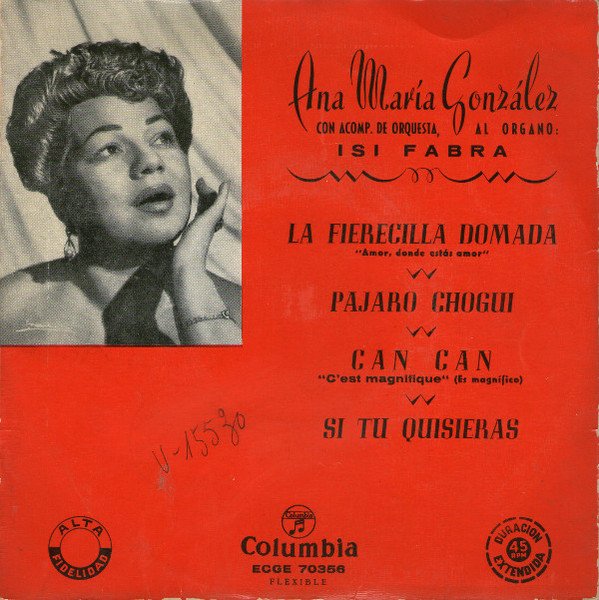 Ana María González
CON ACOMP. DE ORQUESTA, AL ORGANO:
ISI FABRA
LA FIERECILLA DOMADA
"Amor, donde estás amor"
PAJARO CHOGUI
CAN CAN
"C'est magnifique" (Es magnífico)
SI TU QUISIERAS
V-15530
ALTA
FIDELIDAD
Columbia
Columbia
ECGE 70356
FLEXIBLE
DURACION
45
RPM
EXTENDIDA